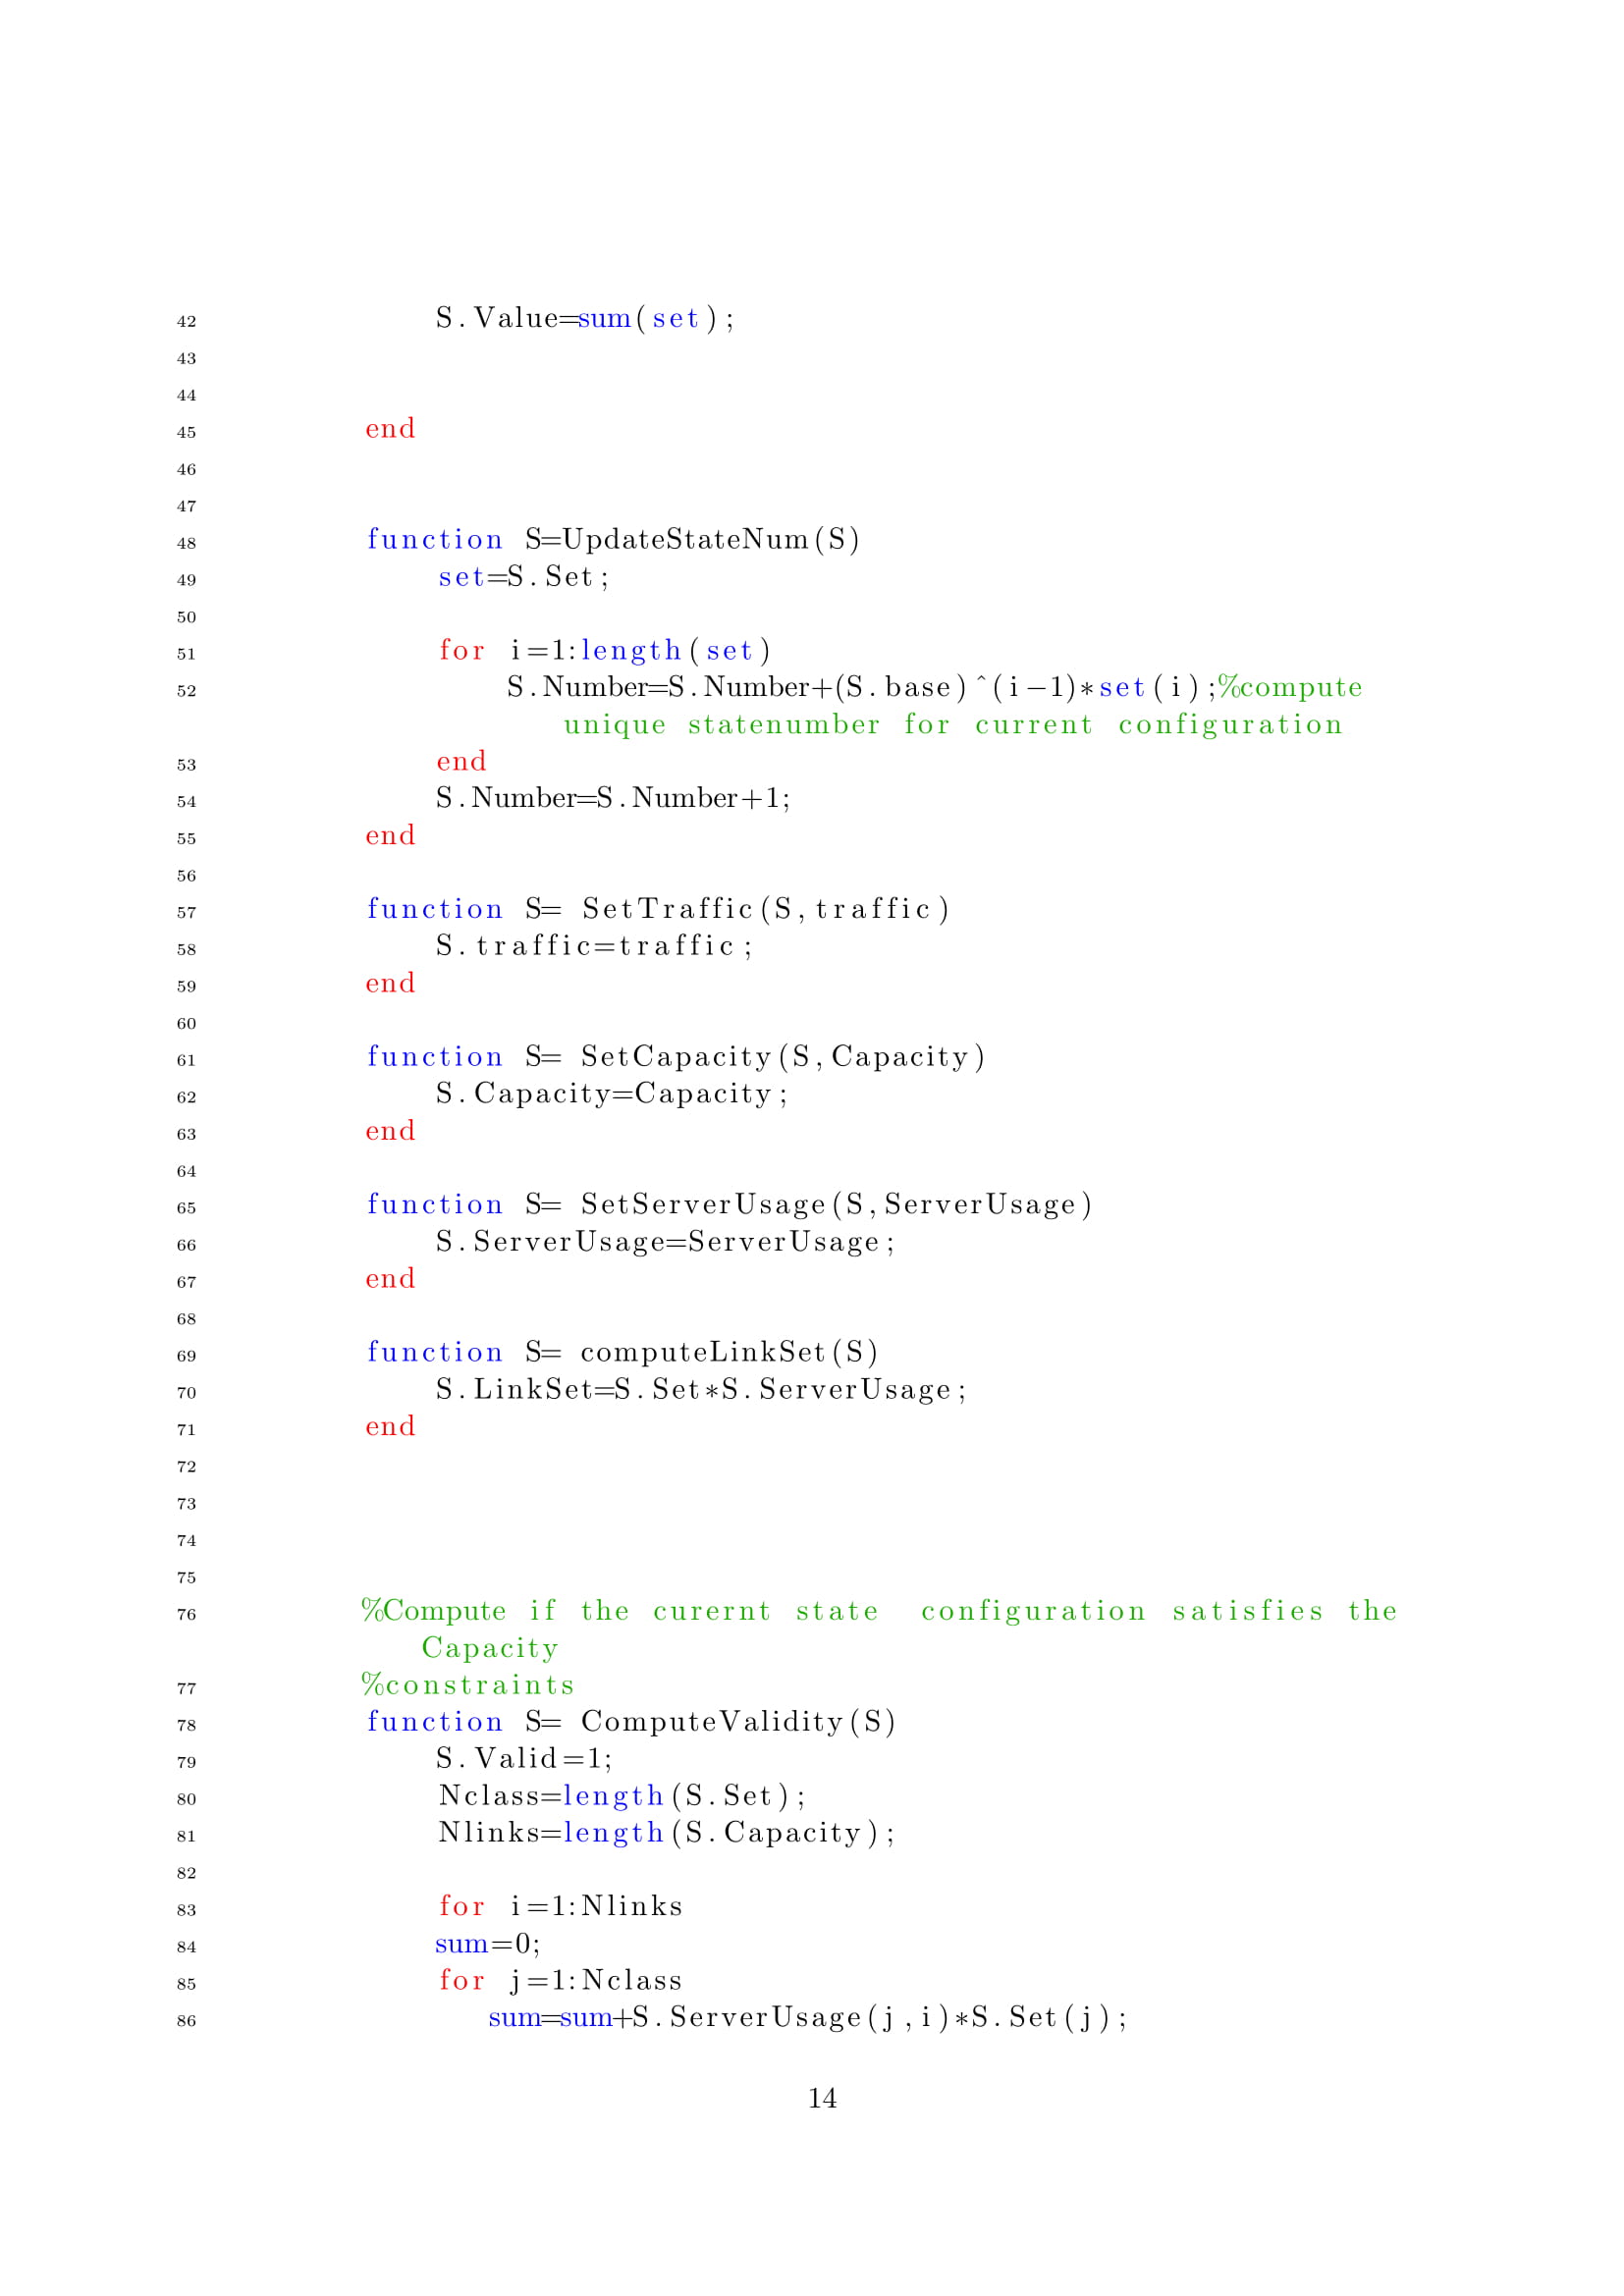 42 S.Value=sum(set);
43
44
45 end
46
47
48 function S=UpdateStateNum(S)
49 set=S.Set;
50
51 for i=1:length(set)
52 S.Number=S.Number+(S.base)^(i-1)*set(i);%compute
unique statenumber for current configuration
53 end
54 S.Number=S.Number+1;
55 end
56
57 function S= SetTraffic(S,traffic)
58 S.traffic=traffic;
59 end
60
61 function S= SetCapacity(S,Capacity)
62 S.Capacity=Capacity;
63 end
64
65 function S= SetServerUsage(S,ServerUsage)
66 S.ServerUsage=ServerUsage;
67 end
68
69 function S= computeLinkSet(S)
70 S.LinkSet=S.Set*S.ServerUsage;
71 end
72
73
74
75
76 %Compute if the curernt state configuration satisfies the
Capacity
77 %constraints
78 function S= ComputeValidity(S)
79 S.Valid=1;
80 Nclass=length(S.Set);
81 Nlinks=length(S.Capacity);
82
83 for i=1:Nlinks
84 sum=0;
85 for j=1:Nclass
86 sum=sum+S.ServerUsage(j,i)*S.Set(j);
14